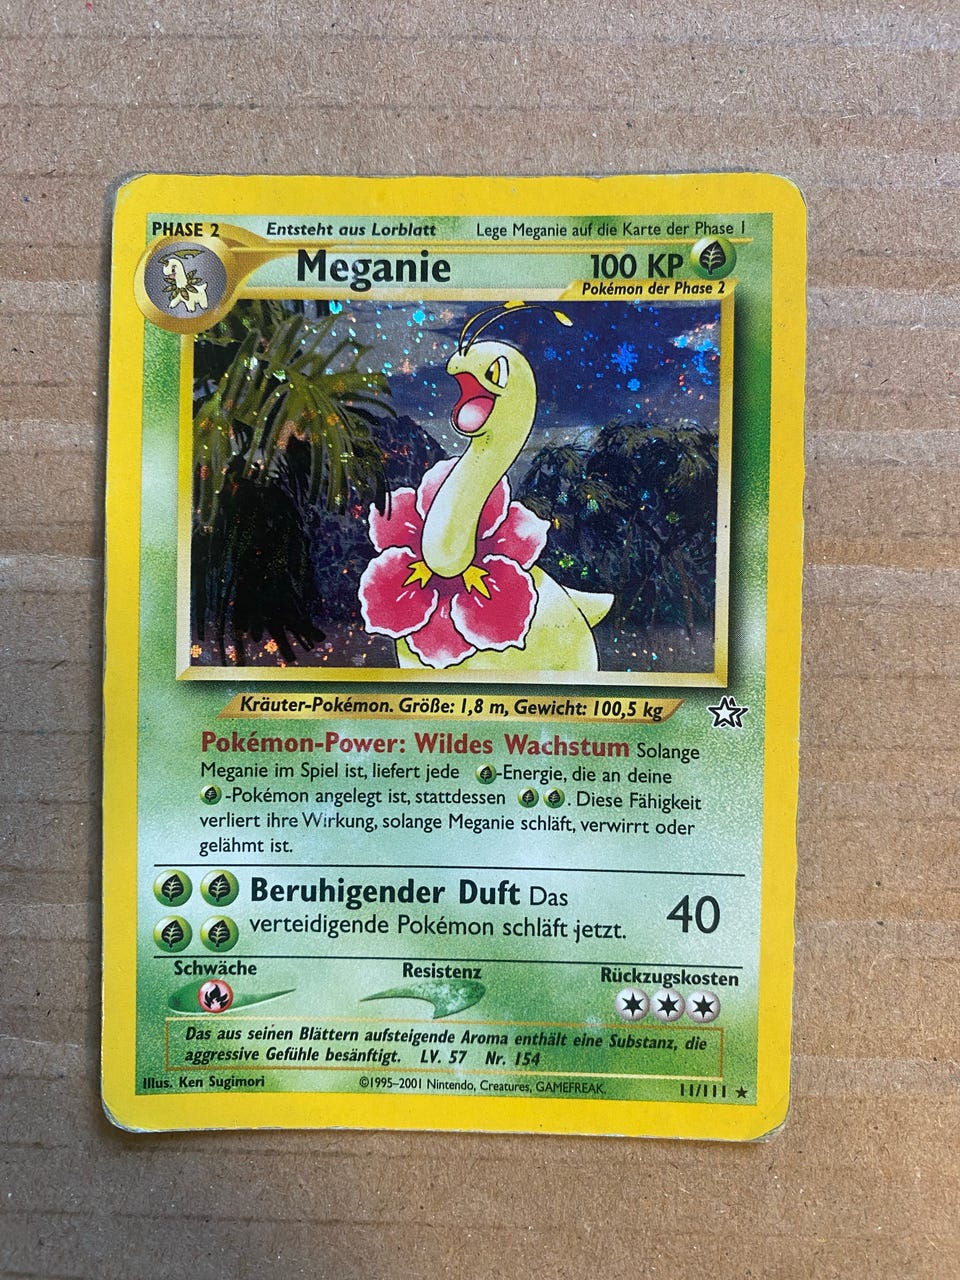 PHASE 2 Entsteht aus Lorblatt Lege Meganie auf die Karte der Phase 1
Meganie 100 KP
Pokémon der Phase 2
Kräuter-Pokémon. Größe: 1,8 m, Gewicht: 100,5 kg
Pokémon-Power: Wildes Wachstum Solange
Meganie im Spiel ist, liefert jede -Energie, die an deine
-Pokémon angelegt ist, stattdessen . Diese Fähigkeit
verliert ihre Wirkung, solange Meganie schläft, verwirrt oder
gelähmt ist.
Beruhigender Duft Das
verteidigende Pokémon schläft jetzt. 40
Schwäche Resistenz Rückzugskosten
Das aus seinen Blättern aufsteigende Aroma enthält eine Substanz, die
aggressive Gefühle besänftigt. LV. 57 Nr. 154
Illus. Ken Sugimori ©1995–2001 Nintendo, Creatures, GAMEFREAK. 11/111 ★